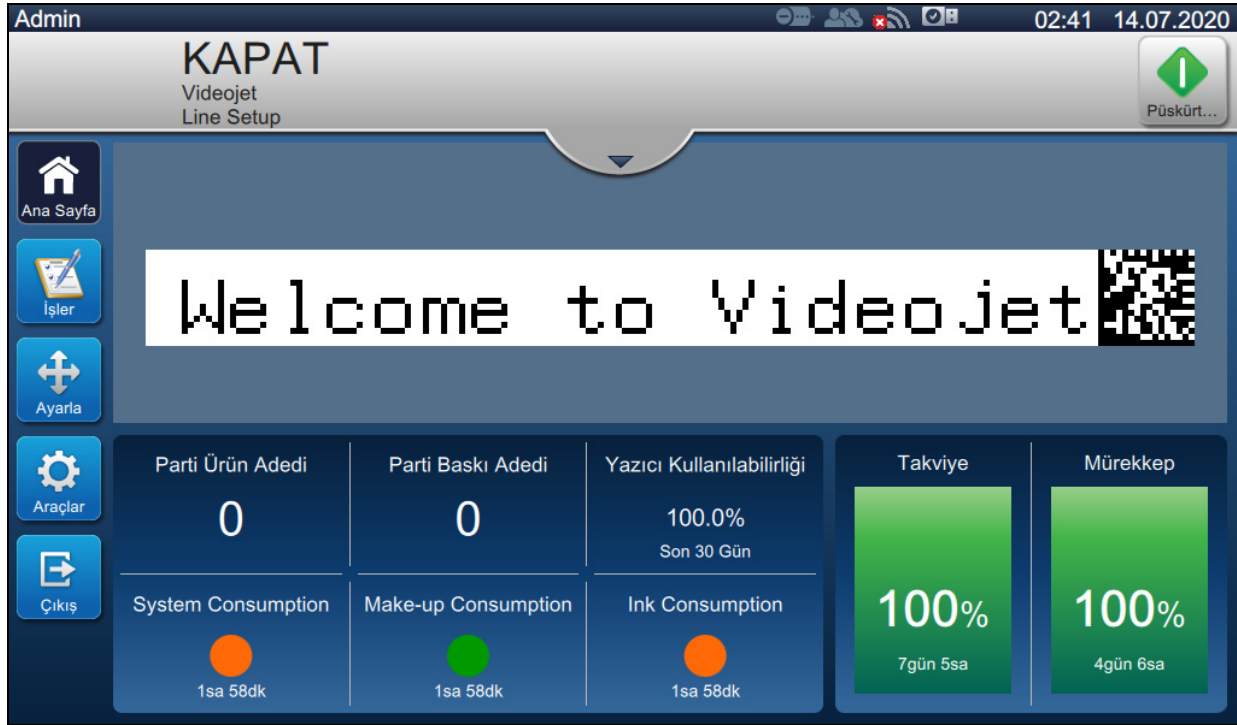 Admin
02:41 14.07.2020
KAPAT
Videojet
Line Setup
Püskürt...
Ana Sayfa
İşler
Ayarla
Araçlar
Çıkış
Welcome to Videojet
Parti Ürün Adedi
0
Parti Baskı Adedi
0
Yazıcı Kullanılabilirliği
100.0%
Son 30 Gün
System Consumption
1sa 58dk
Make-up Consumption
1sa 58dk
Ink Consumption
1sa 58dk
Takviye
100%
7gün 5sa
Mürekkep
100%
4gün 6sa